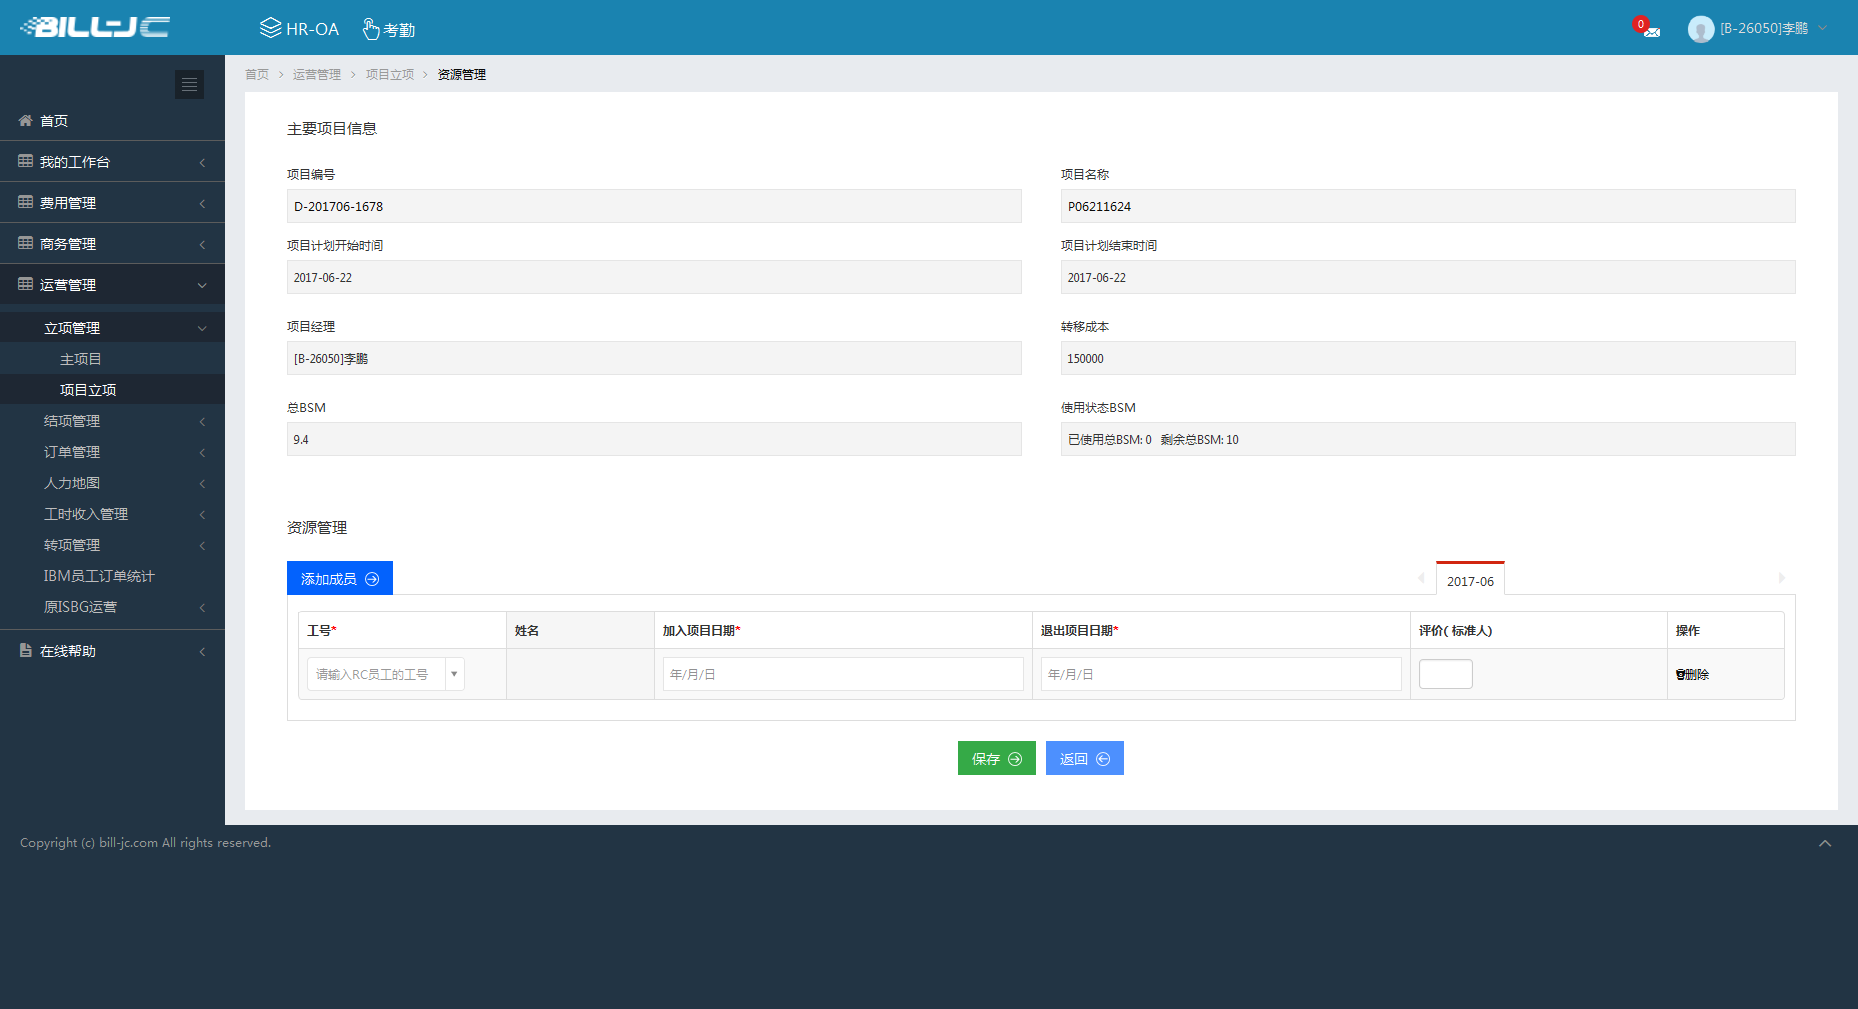 BILL-JC
HR-OA
考勤
0
[B-26050]李鹏
首页
我的工作台
费用管理
商务管理
运营管理
立项管理
主项目
项目立项
结项管理
订单管理
人力地图
工时收入管理
转项管理
IBM员工订单统计
原ISBG运营
在线帮助
首页 > 运营管理 > 项目立项 > 资源管理
主要项目信息
项目编号
D-201706-1678
项目名称
P06211624
项目计划开始时间
2017-06-22
项目计划结束时间
2017-06-22
项目经理
[B-26050]李鹏
转移成本
150000
总BSM
9.4
使用状态BSM
已使用总BSM: 0 剩余总BSM: 10
资源管理
添加成员
2017-06
工号* 姓名 加入项目日期* 退出项目日期* 评价( 标准人) 操作
请输入RC员工的工号 年/月/日 年/月/日 删除
保存 返回
Copyright (c) bill-jc.com All rights reserved.